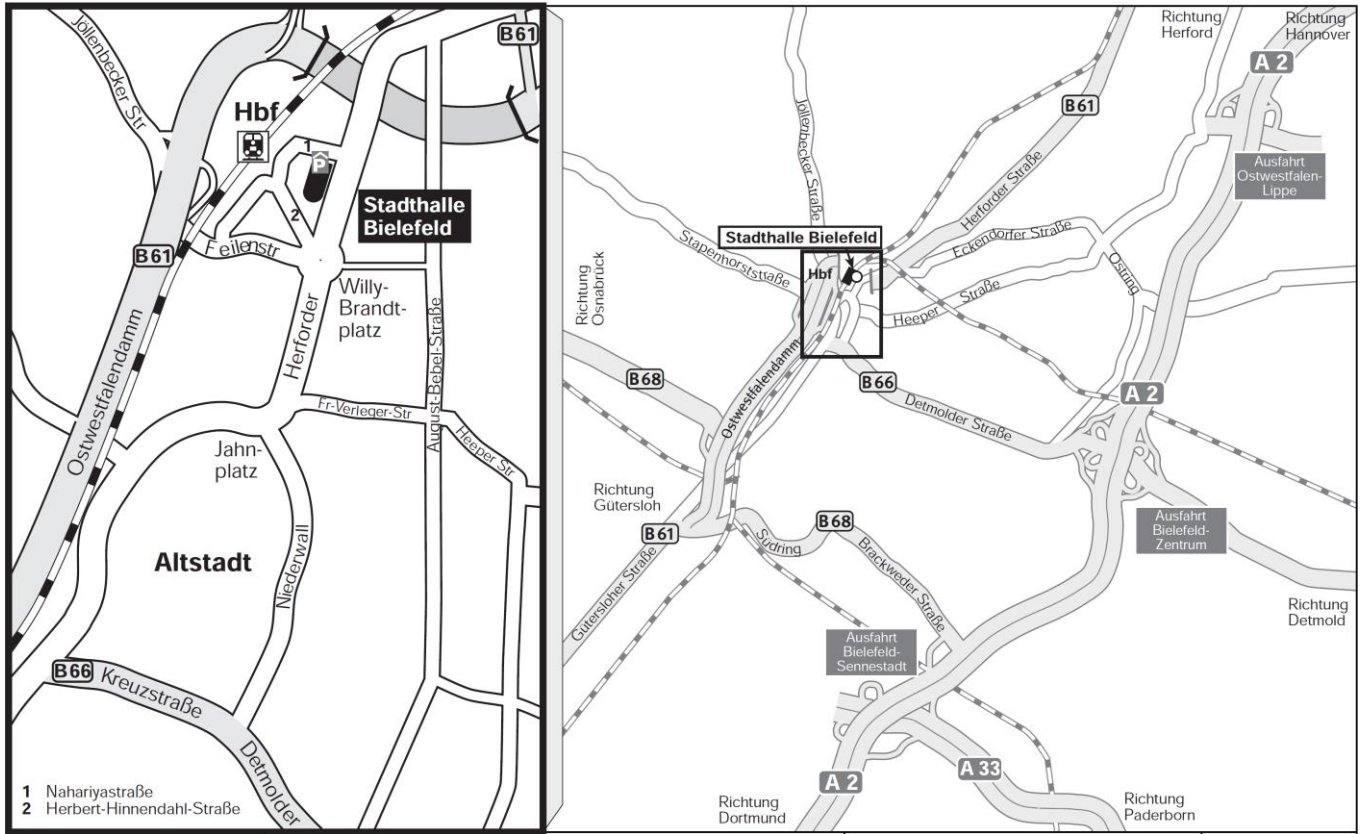 Jöllenbecker Str
B61
Hbf
1
P
2
Stadthalle
Bielefeld
B61
Feilenstr
Willy-
Brandt-
platz
Herforder
August-Bebel-Straße
Ostwestfalendamm
Fr-Verleger-Str
Heeper Str
Jahn-
platz
Altstadt
Niederwall
B66
Kreuzstraße
Detmolder
1 Nahariyastraße
2 Herbert-Hinnendahl-Straße
Richtung
Herford
Richtung
Hannover
A 2
B61
Jöllenbecker Straße
Ausfahrt
Ostwestfalen-
Lippe
Herforder Straße
Stadthalle Bielefeld
Eckendorfer Straße
Stapenhorststraße
Hbf
Ostring
Richtung
Osnabrück
Heeper Straße
B68
B66
A 2
Ostwestfalendamm
Detmolder Straße
Richtung
Gütersloh
B61
B68
Südring
Brackweder Straße
Ausfahrt
Bielefeld-
Zentrum
Gütersloher Straße
Richtung
Detmold
Ausfahrt
Bielefeld-
Sennestadt
A 2
A 33
Richtung
Dortmund
Richtung
Paderborn